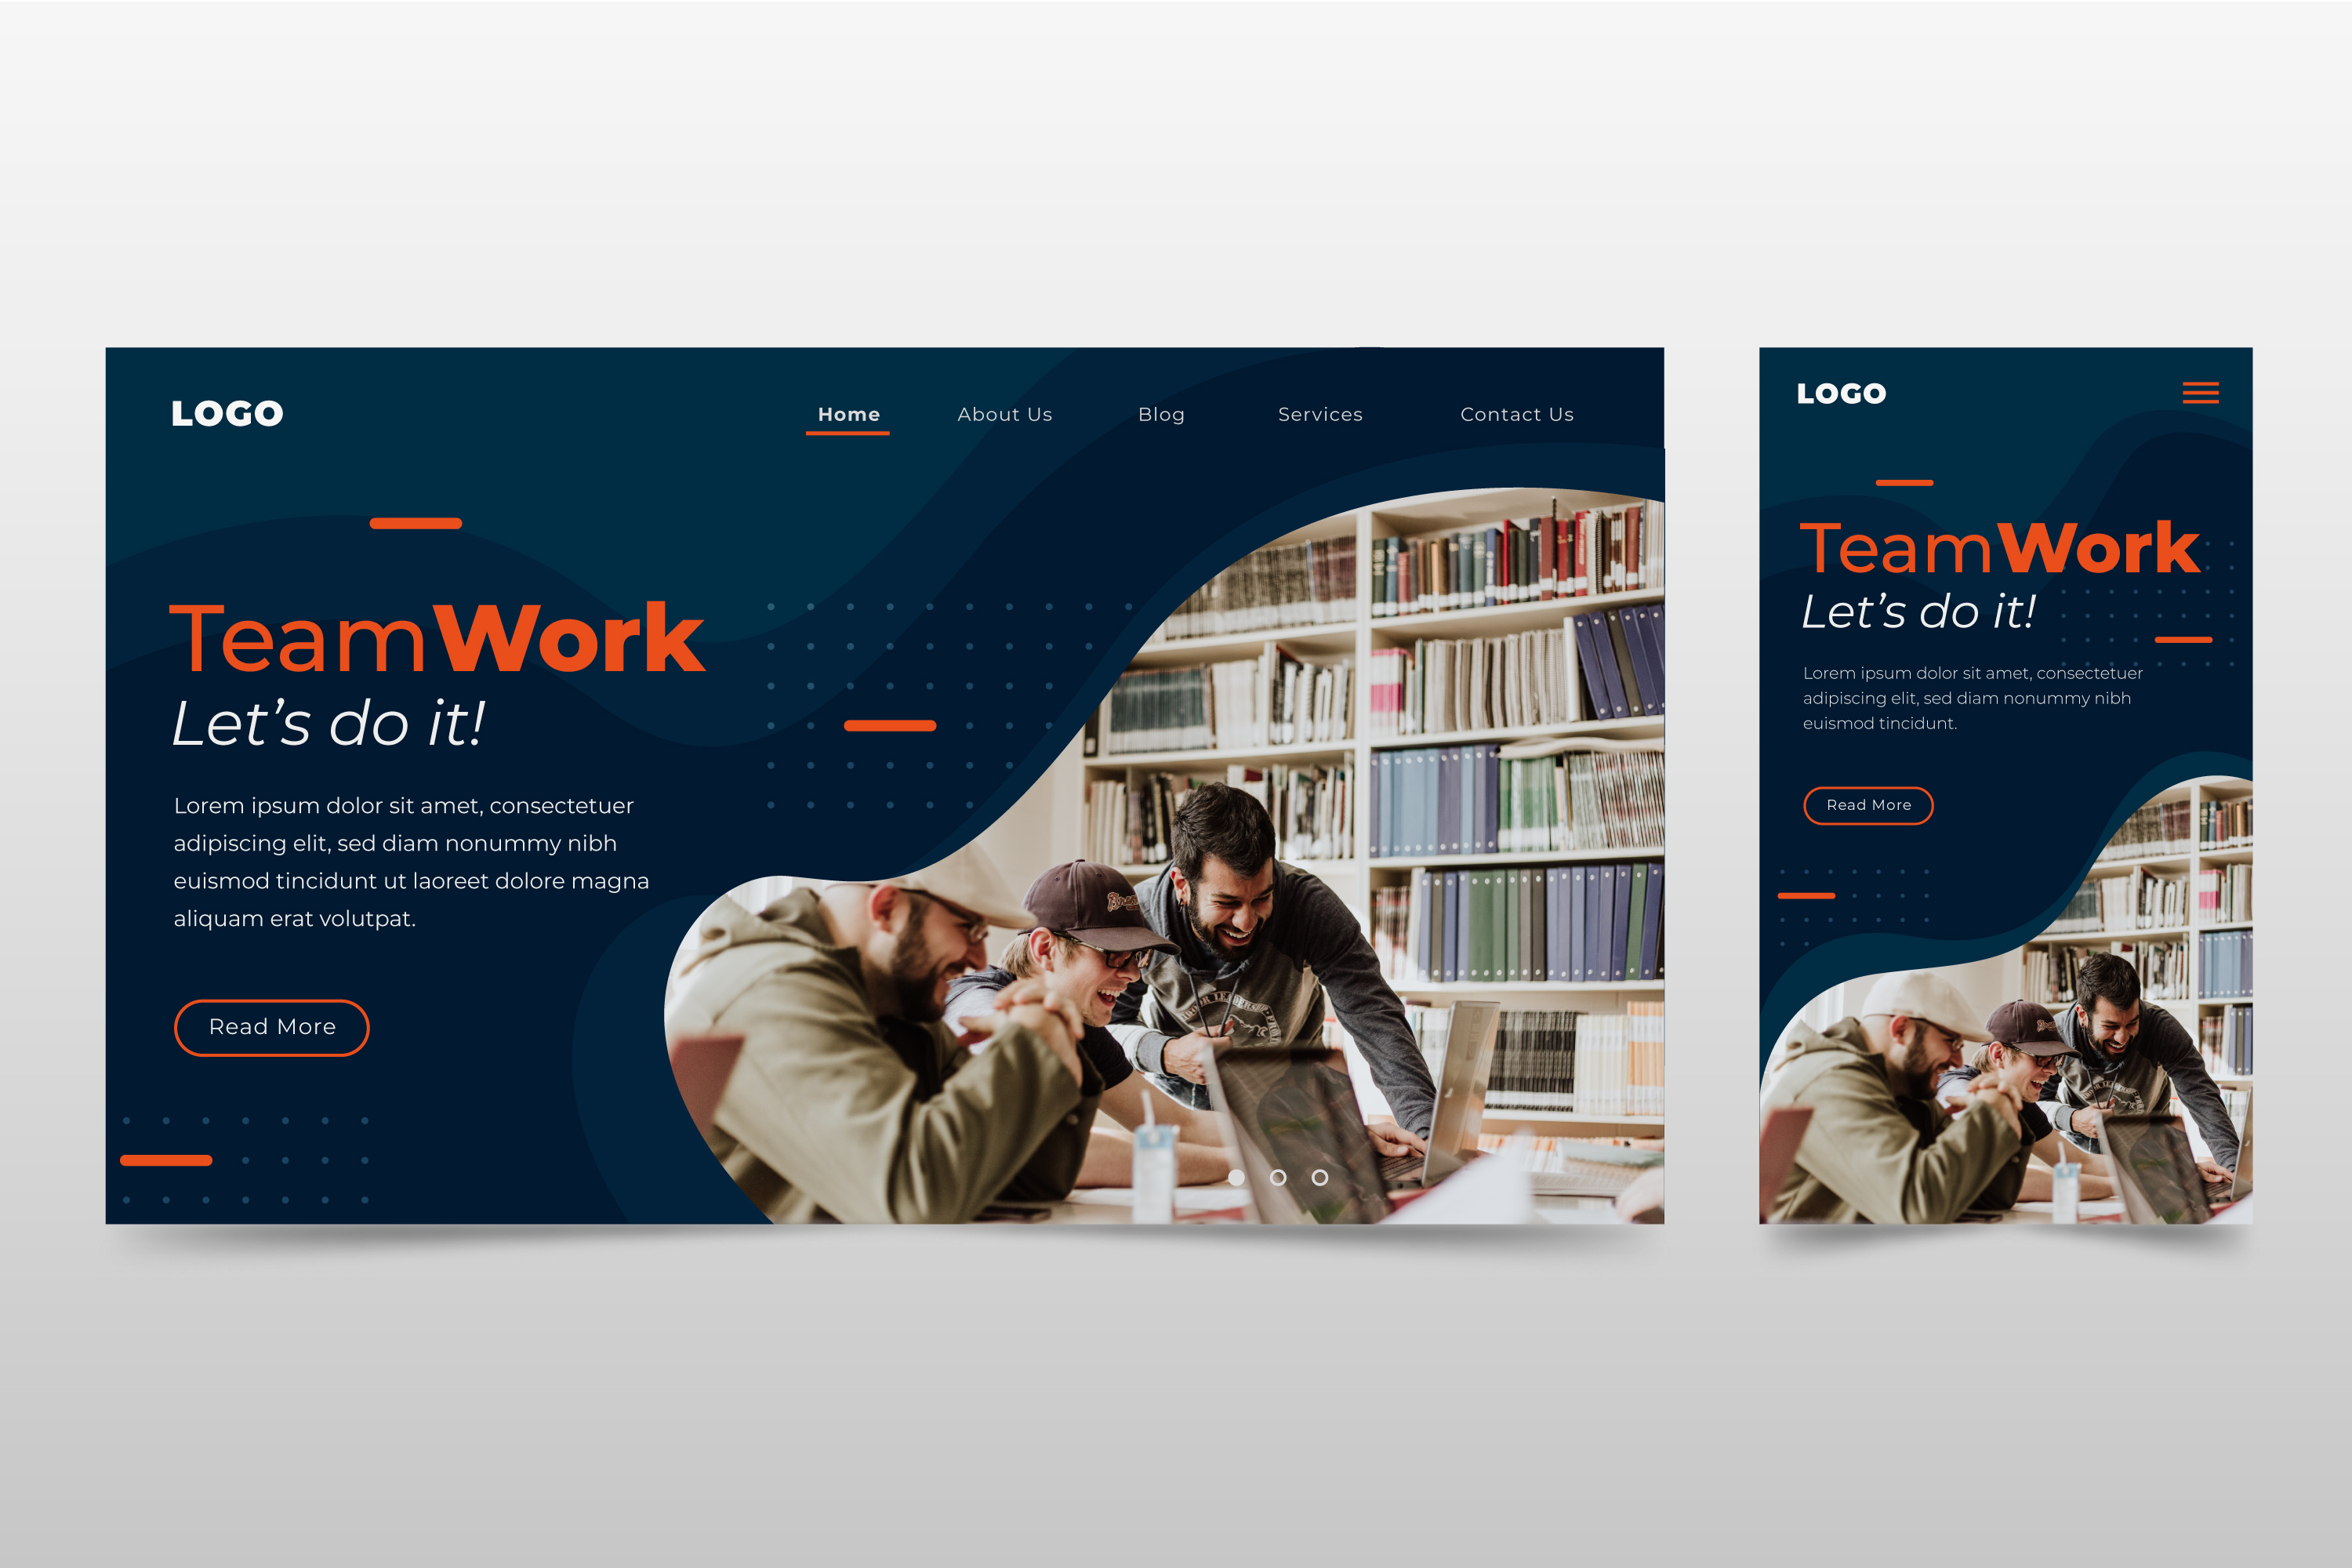 LOGO
Home About Us Blog Services Contact Us
TeamWork
Let's do it!
Lorem ipsum dolor sit amet, consectetuer
adipiscing elit, sed diam nonummy nibh
euismod tincidunt ut laoreet dolore magna
aliquam erat volutpat.
Read More
LOGO
TeamWork
Let's do it!
Lorem ipsum dolor sit amet, consectetuer
adipiscing elit, sed diam nonummy nibh
euismod tincidunt.
Read More